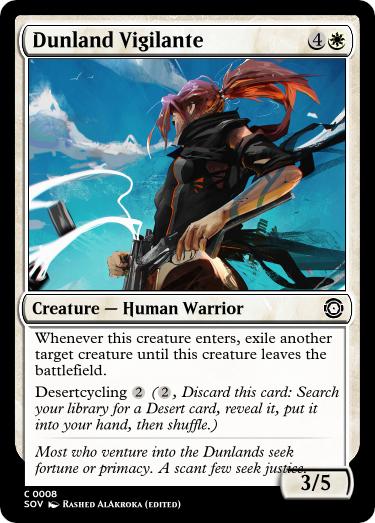 Dunland Vigilante 4
Creature — Human Warrior
Whenever this creature enters, exile another
target creature until this creature leaves the
battlefield.
Desertcycling 2 (2, Discard this card: Search
your library for a Desert card, reveal it, put it
into your hand, then shuffle.)
Most who venture into the Dunlands seek
fortune or primacy. A scant few seek justice.
3/5
C 0008
SOV Rashed AlAkroka (edited)